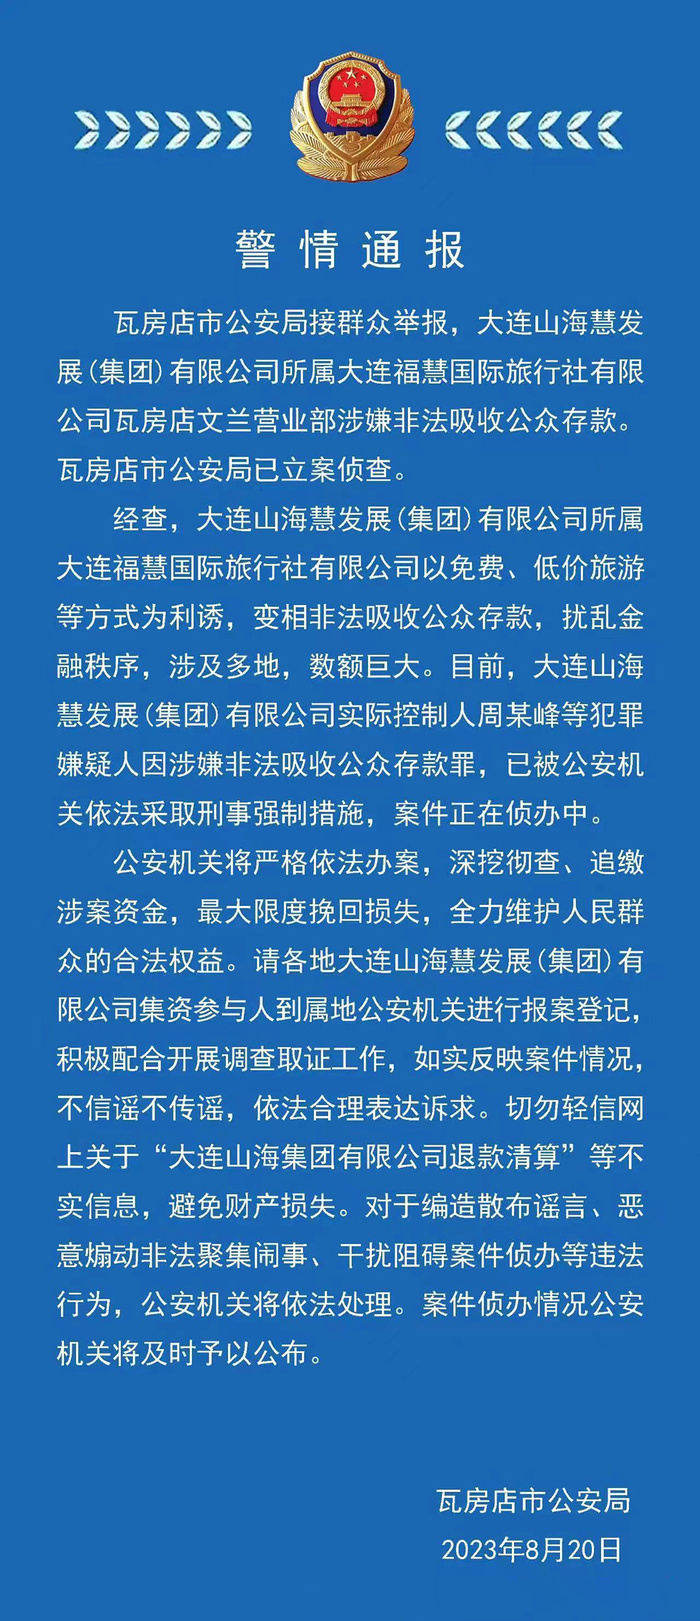 警情通报
瓦房店市公安局接群众举报，大连山海慧发
展(集团)有限公司所属大连福慧国际旅行社有限
公司瓦房店文兰营业部涉嫌非法吸收公众存款。
瓦房店市公安局已立案侦查。
经查，大连山海慧发展(集团)有限公司所属
大连福慧国际旅行社有限公司以免费、低价旅游
等方式为利诱，变相非法吸收公众存款，扰乱金
融秩序，涉及多地，数额巨大。目前，大连山海
慧发展(集团)有限公司实际控制人周某峰等犯罪
嫌疑人因涉嫌非法吸收公众存款罪，已被公安机
关依法采取刑事强制措施，案件正在侦办中。
公安机关将严格依法办案，深挖彻查、追缴
涉案资金，最大限度挽回损失，全力维护人民群
众的合法权益。请各地大连山海慧发展(集团)有
限公司集资参与人到属地公安机关进行报案登记，
积极配合开展调查取证工作，如实反映案件情况，
不信谣不传谣，依法合理表达诉求。切勿轻信网
上关于“大连山海集团有限公司退款清算”等不
实信息，避免财产损失。对于编造散布谣言、恶
意煽动非法聚集闹事、干扰阻碍案件侦办等违法
行为，公安机关将依法处理。案件侦办情况公安
机关将及时予以公布。
瓦房店市公安局
2023年8月20日